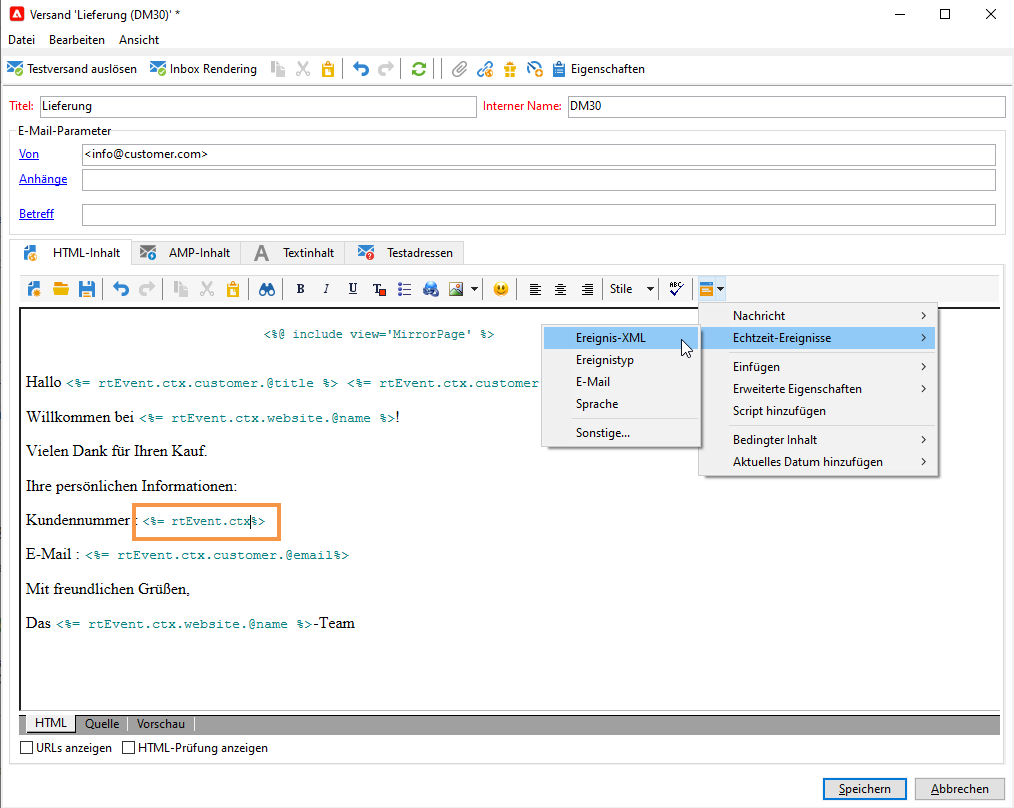 Versand 'Lieferung (DM30)' *
Datei Bearbeiten Ansicht
Testversand auslösen Inbox Rendering Eigenschaften
Titel: Lieferung Interner Name: DM30
E-Mail-Parameter
Von <info@customer.com>
Anhänge
Betreff
HTML-Inhalt AMP-Inhalt Textinhalt Testadressen
B I U T Stile ABC
Nachricht
Echtzeit-Ereignisse
Einfügen
Erweiterte Eigenschaften
Script hinzufügen
Bedingter Inhalt
Aktuelles Datum hinzufügen
Ereignis-XML
Ereignistyp
E-Mail
Sprache
Sonstige...
<%@ include view='MirrorPage' %>
Hallo <%= rtEvent.ctx.customer.@title %> <%= rtEvent.ctx.customer
Willkommen bei <%= rtEvent.ctx.website.@name %>!
Vielen Dank für Ihren Kauf.
Ihre persönlichen Informationen:
Kundennummer : <%= rtEvent.ctx%>
E-Mail : <%= rtEvent.ctx.customer.@email%>
Mit freundlichen Grüßen,
Das <%= rtEvent.ctx.website.@name %>-Team
HTML Quelle Vorschau
URLs anzeigen HTML-Prüfung anzeigen
Speichern Abbrechen